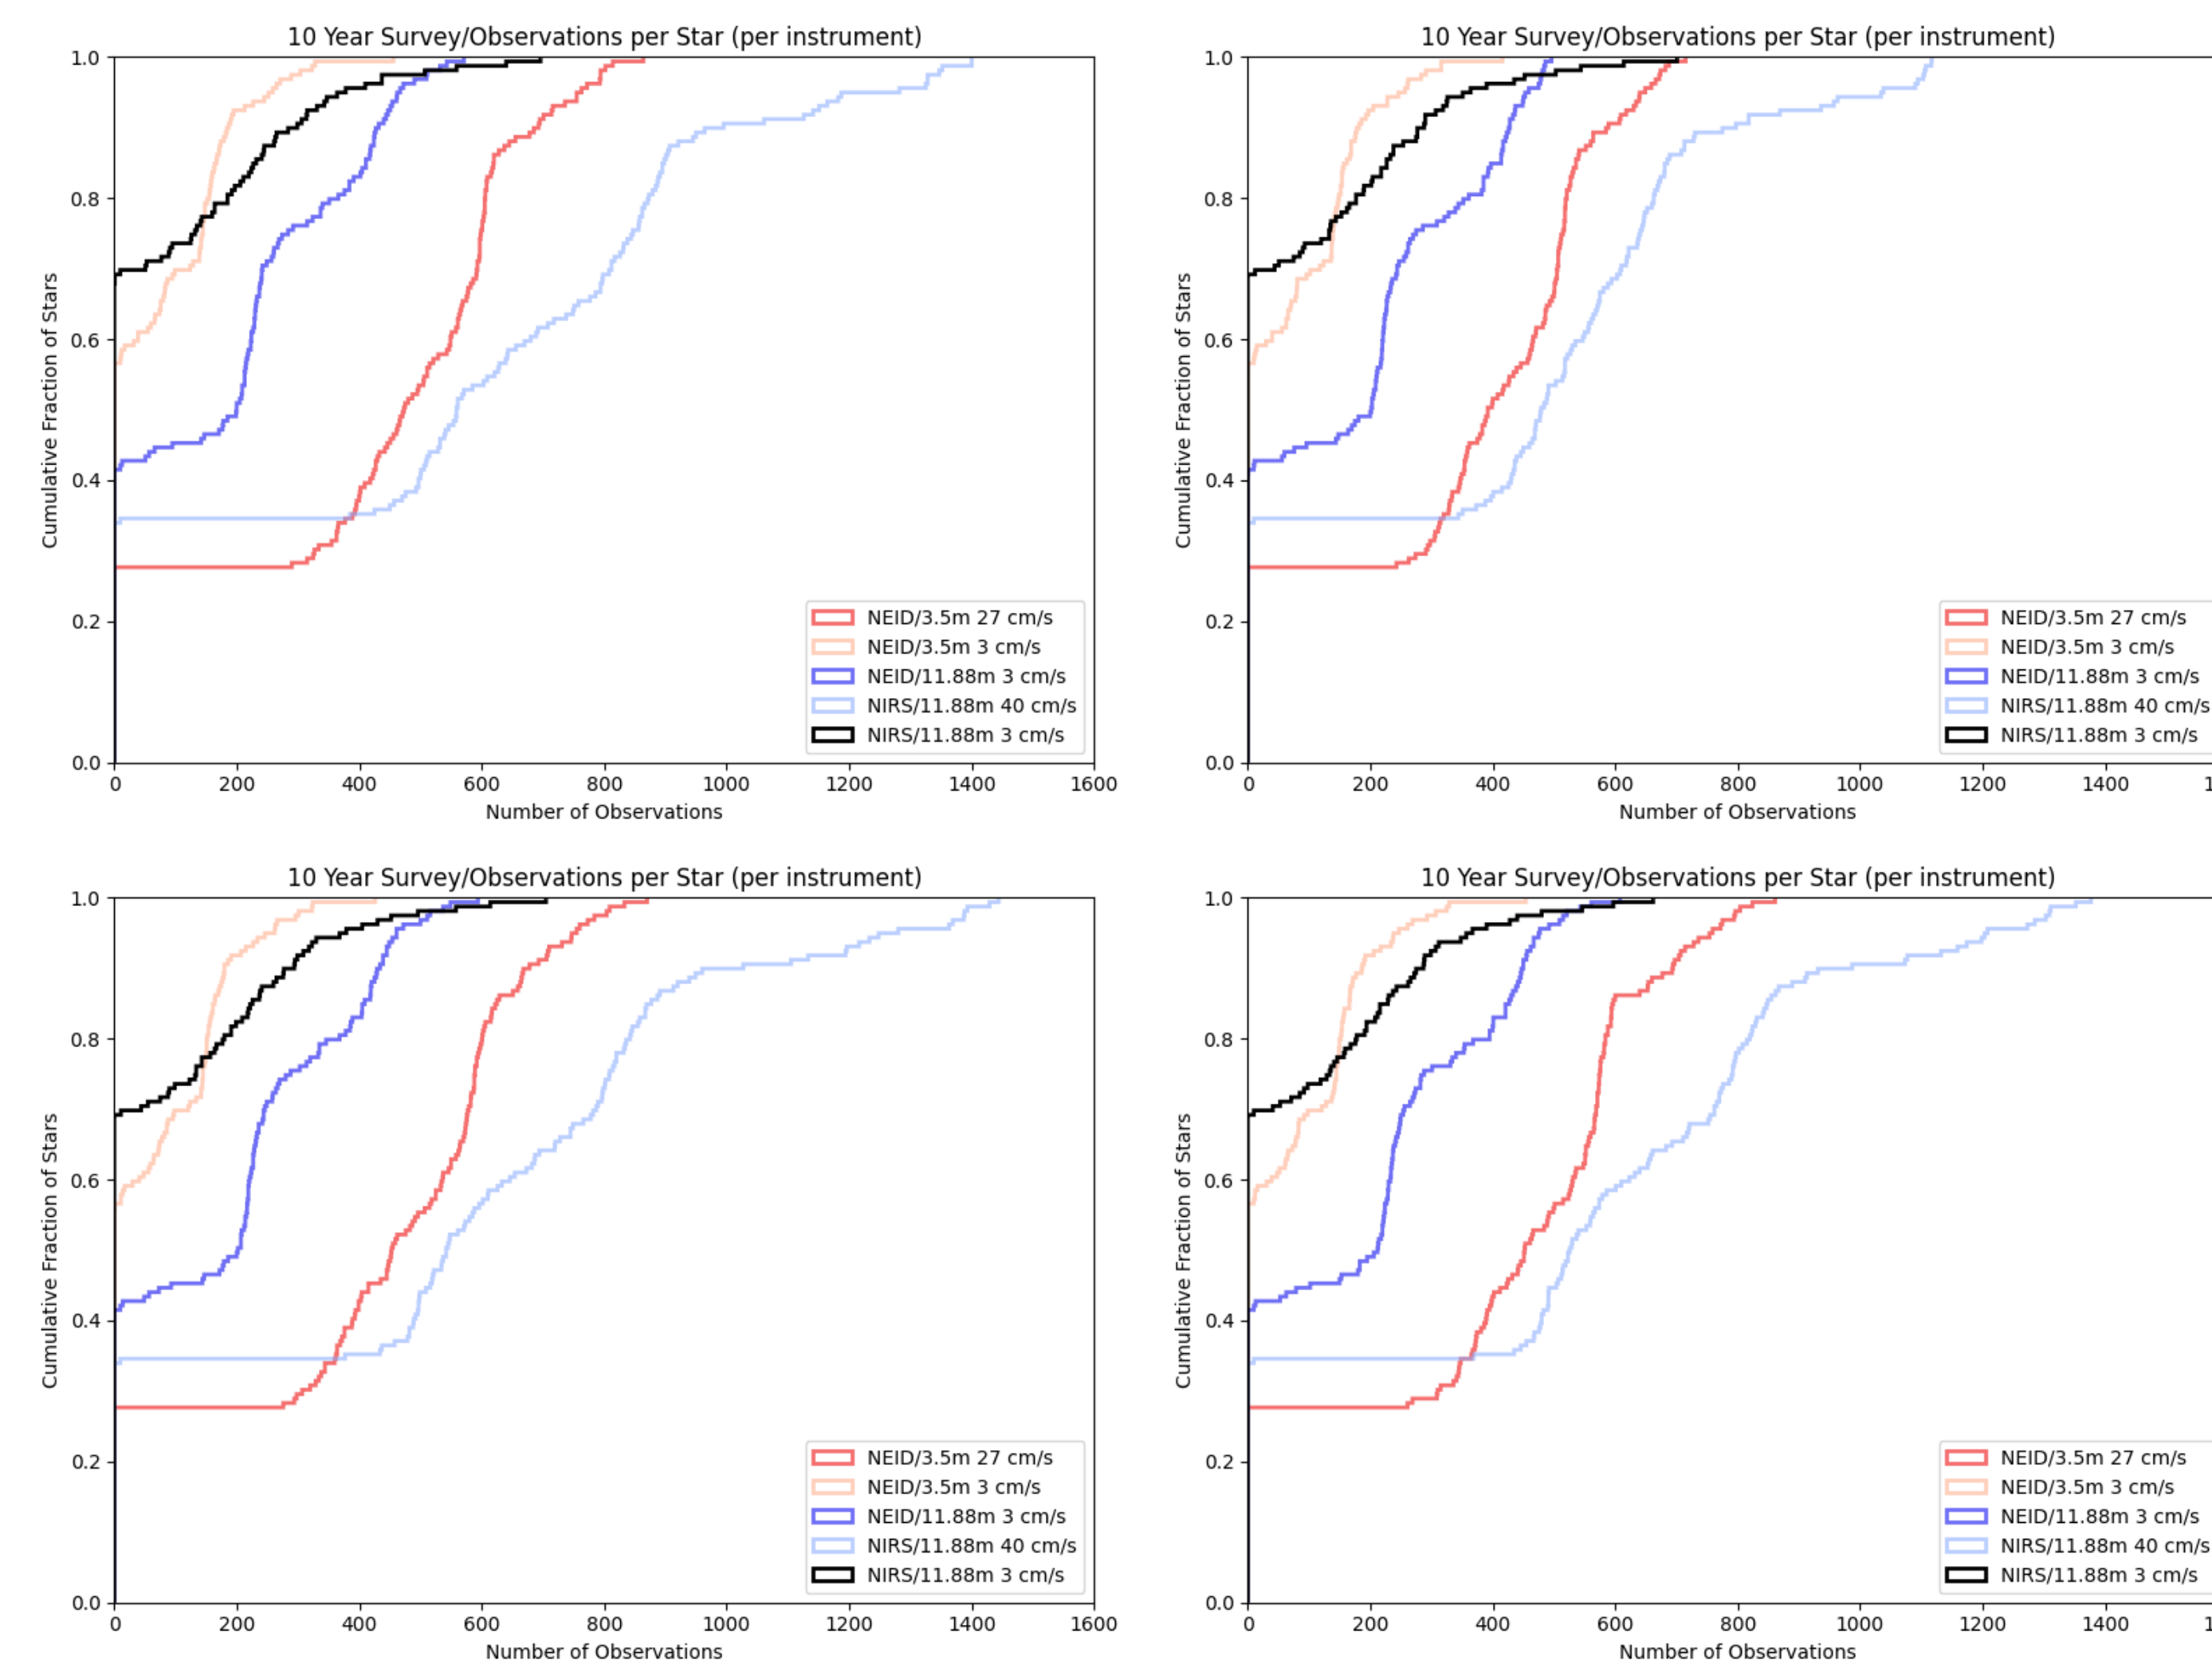 10 Year Survey/Observations per Star (per instrument)
Cumulative Fraction of Stars
1.0
0.8
0.6
0.4
0.2
0.0
NEID/3.5m 27 cm/s
NEID/3.5m 3 cm/s
NEID/11.88m 3 cm/s
NIRS/11.88m 40 cm/s
NIRS/11.88m 3 cm/s
0 200 400 600 800 1000 1200 1400 1600
Number of Observations
10 Year Survey/Observations per Star (per instrument)
Cumulative Fraction of Stars
1.0
0.8
0.6
0.4
0.2
0.0
NEID/3.5m 27 cm/s
NEID/3.5m 3 cm/s
NEID/11.88m 3 cm/s
NIRS/11.88m 40 cm/s
NIRS/11.88m 3 cm/s
0 200 400 600 800 1000 1200 1400
Number of Observations
10 Year Survey/Observations per Star (per instrument)
Cumulative Fraction of Stars
1.0
0.8
0.6
0.4
0.2
0.0
NEID/3.5m 27 cm/s
NEID/3.5m 3 cm/s
NEID/11.88m 3 cm/s
NIRS/11.88m 40 cm/s
NIRS/11.88m 3 cm/s
0 200 400 600 800 1000 1200 1400 1600
Number of Observations
10 Year Survey/Observations per Star (per instrument)
Cumulative Fraction of Stars
1.0
0.8
0.6
0.4
0.2
0.0
NEID/3.5m 27 cm/s
NEID/3.5m 3 cm/s
NEID/11.88m 3 cm/s
NIRS/11.88m 40 cm/s
NIRS/11.88m 3 cm/s
0 200 400 600 800 1000 1200 1400
Number of Observations